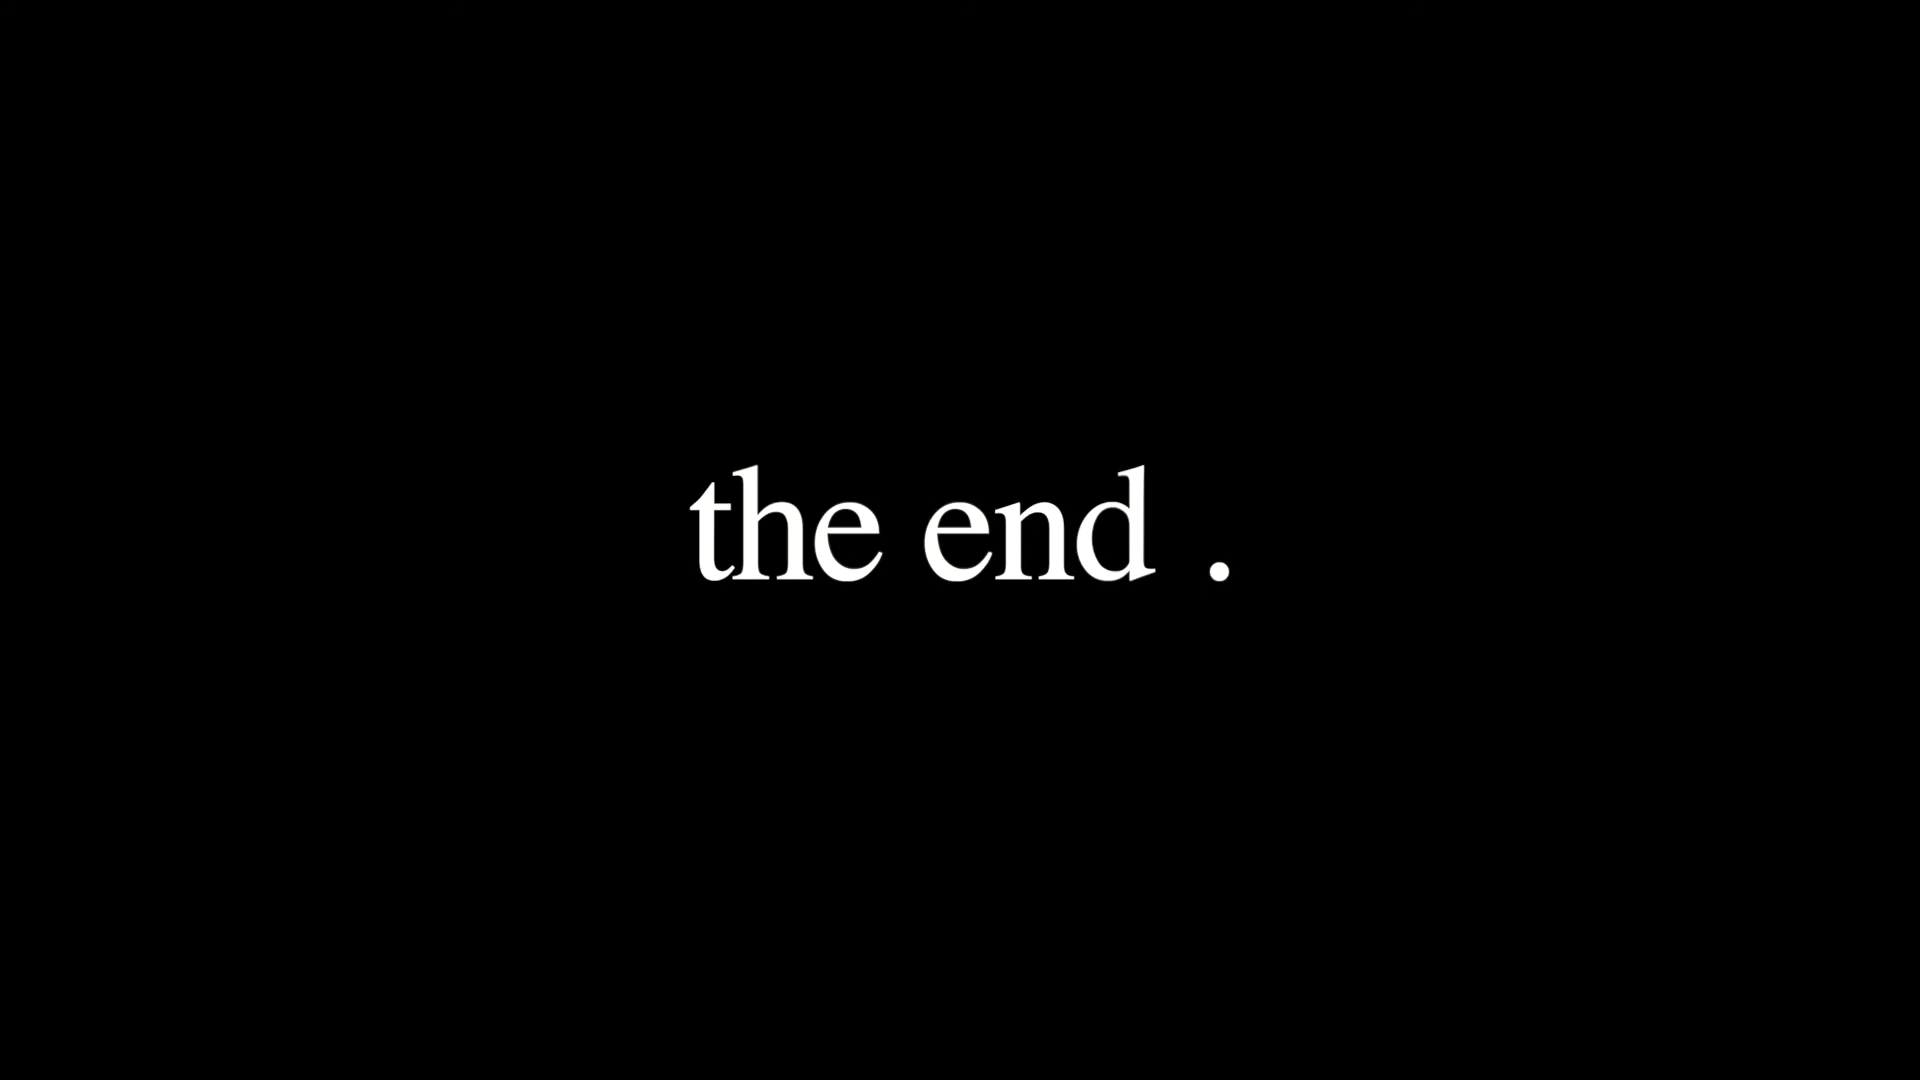 the end .